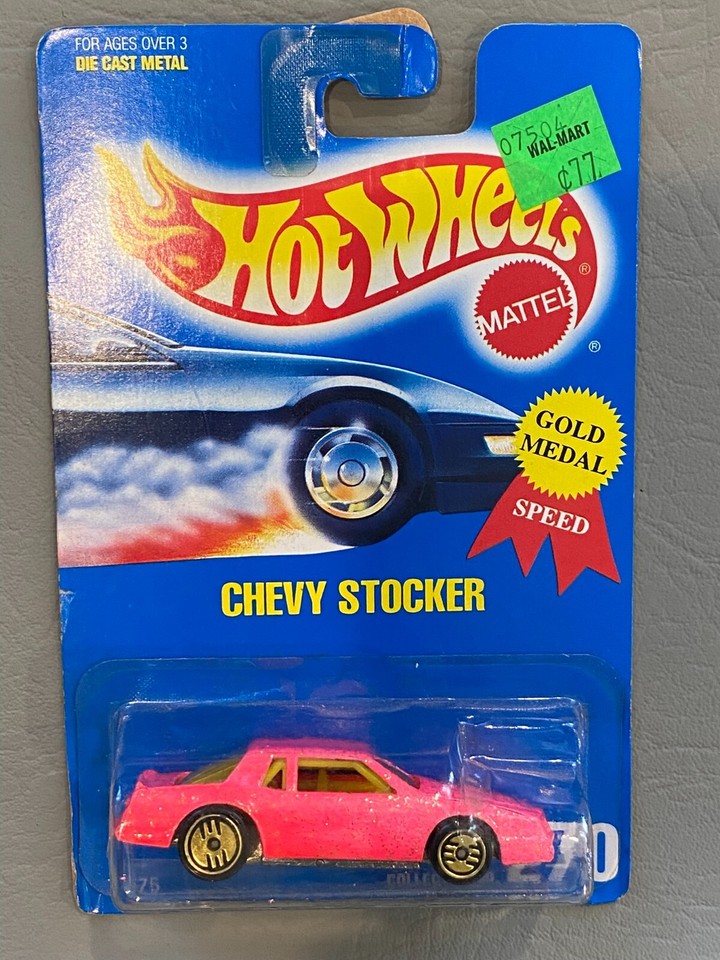 FOR AGES OVER 3
DIE CAST METAL
07504
WAL-MART
¢77
HOT WHEELS
®
MATTEL
®
GOLD
MEDAL
SPEED
CHEVY STOCKER
270